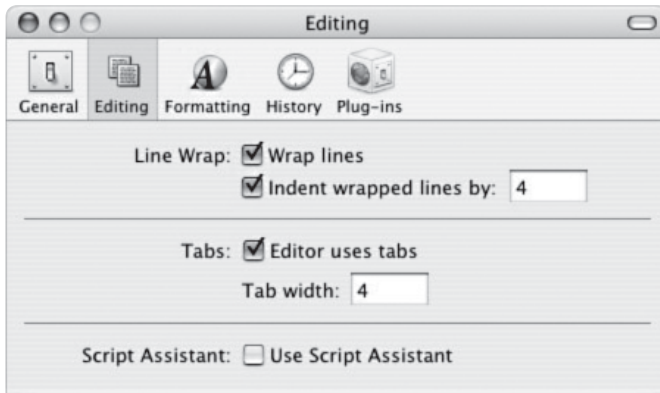 Editing
General Editing Formatting History Plug-ins
Line Wrap: Wrap lines
Indent wrapped lines by: 4
Tabs: Editor uses tabs
Tab width: 4
Script Assistant: Use Script Assistant